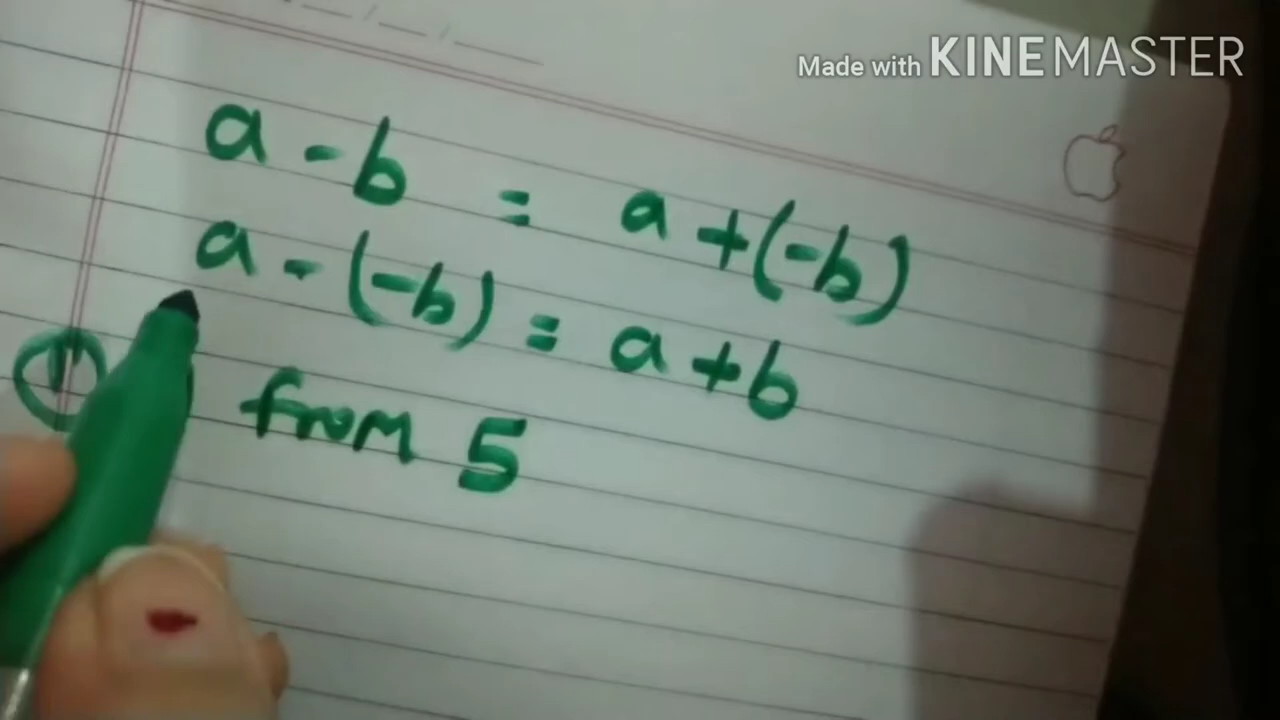 Made with KINEMASTER
a - b = a + (-b)
a - (-b) = a + b
from 5